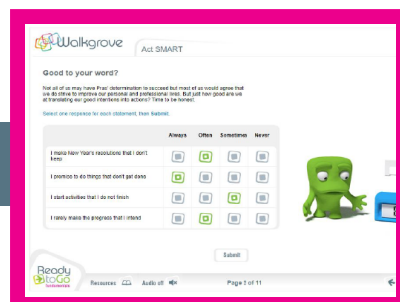 Walkgrove
Act SMART
Good to your word?
Not all of us may have Pras' determination to succeed but most of us would agree that
we do strive to improve our personal and professional lives. But just how good are we
at translating our good intentions into actions? Time to be honest.
Select one response for each statement, then Submit.
Always Often Sometimes Never
I make New Year's resolutions that I don't
keep
I promise to do things that don't get done
I start activities that I do not finish
I rarely make the progress that I intend
Submit
Ready
toGo
Resources Audio off Page 1 of 11